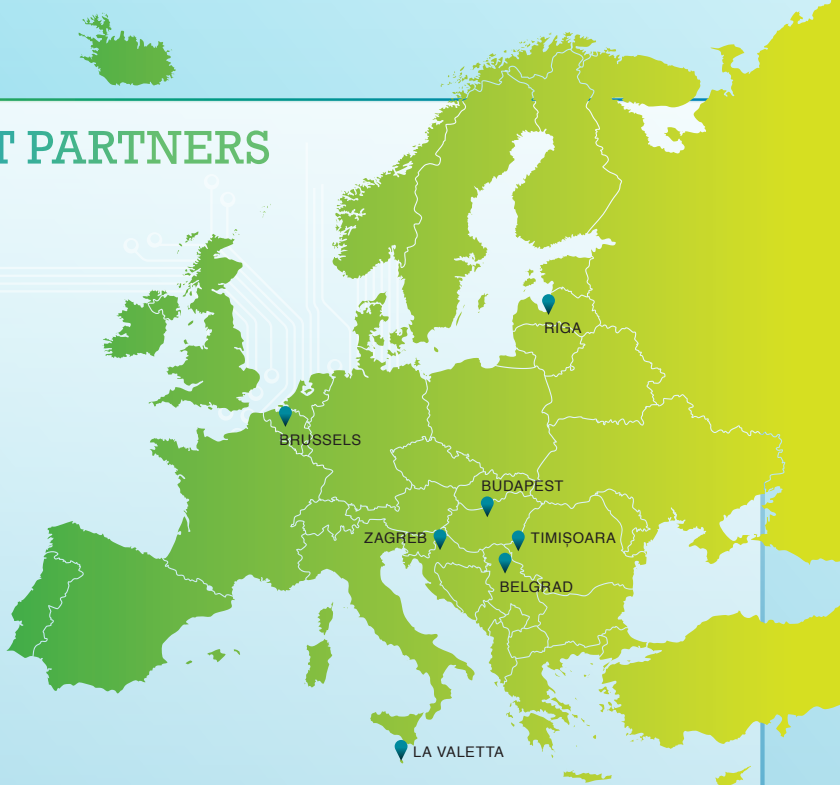 T PARTNERS
RIGA
BRUSSELS
BUDAPEST
ZAGREB
TIMIȘOARA
BELGRAD
LA VALETTA